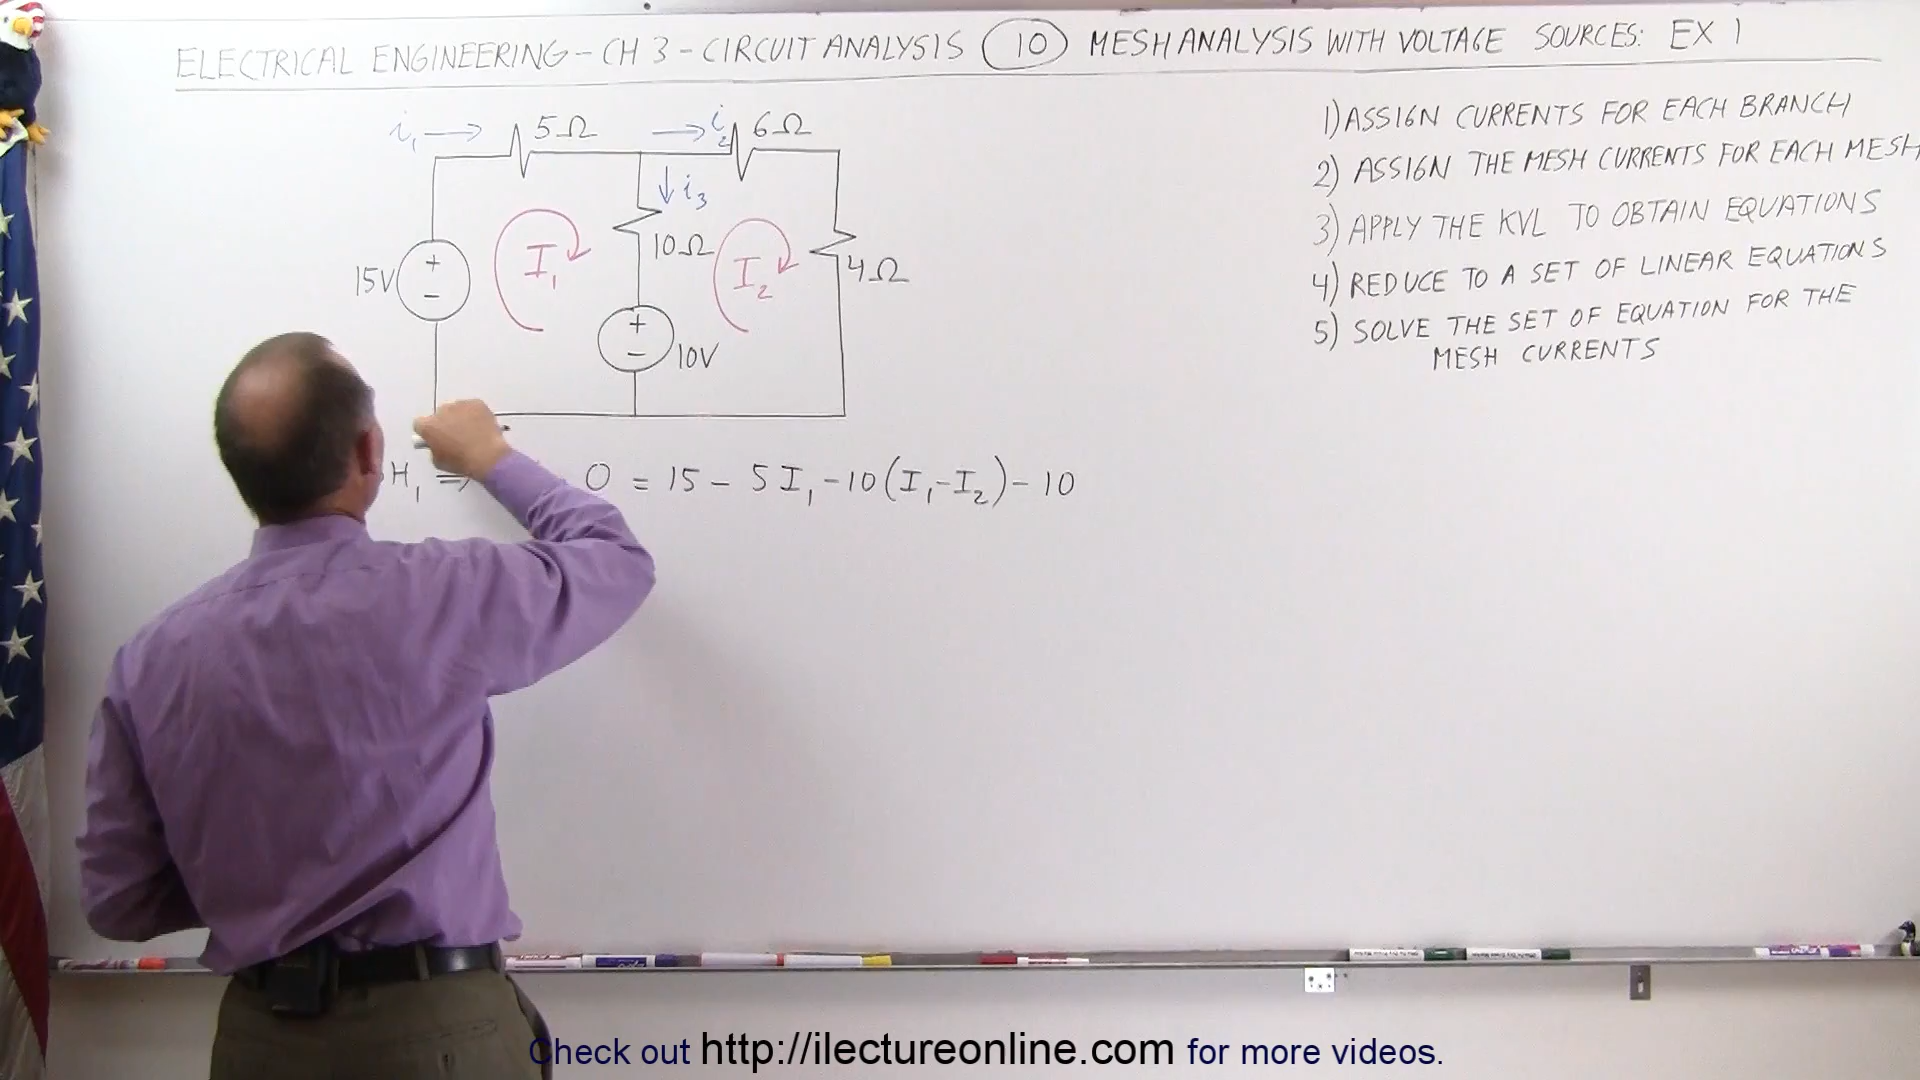 ELECTRICAL ENGINEERING - CH 3 - CIRCUIT ANALYSIS 10 MESH ANALYSIS WITH VOLTAGE SOURCES: EX 1
i₁ → 5Ω → i₂ 6Ω
↓ i₃
15V + − I₁ 10Ω I₂ 4Ω
+ − 10V
1) ASSIGN CURRENTS FOR EACH BRANCH
2) ASSIGN THE MESH CURRENTS FOR EACH MESH
3) APPLY THE KVL TO OBTAIN EQUATIONS
4) REDUCE TO A SET OF LINEAR EQUATIONS
5) SOLVE THE SET OF EQUATION FOR THE
MESH CURRENTS
H₁ ⇒ 0 = 15 - 5I₁ - 10(I₁-I₂) - 10
Check out http://ilectureonline.com for more videos.